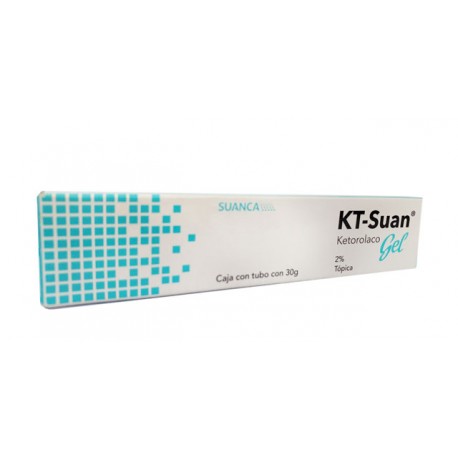 SUANCA
KT-Suan®
Ketorolaco
Gel
2%
Tópica
Caja con tubo con 30g